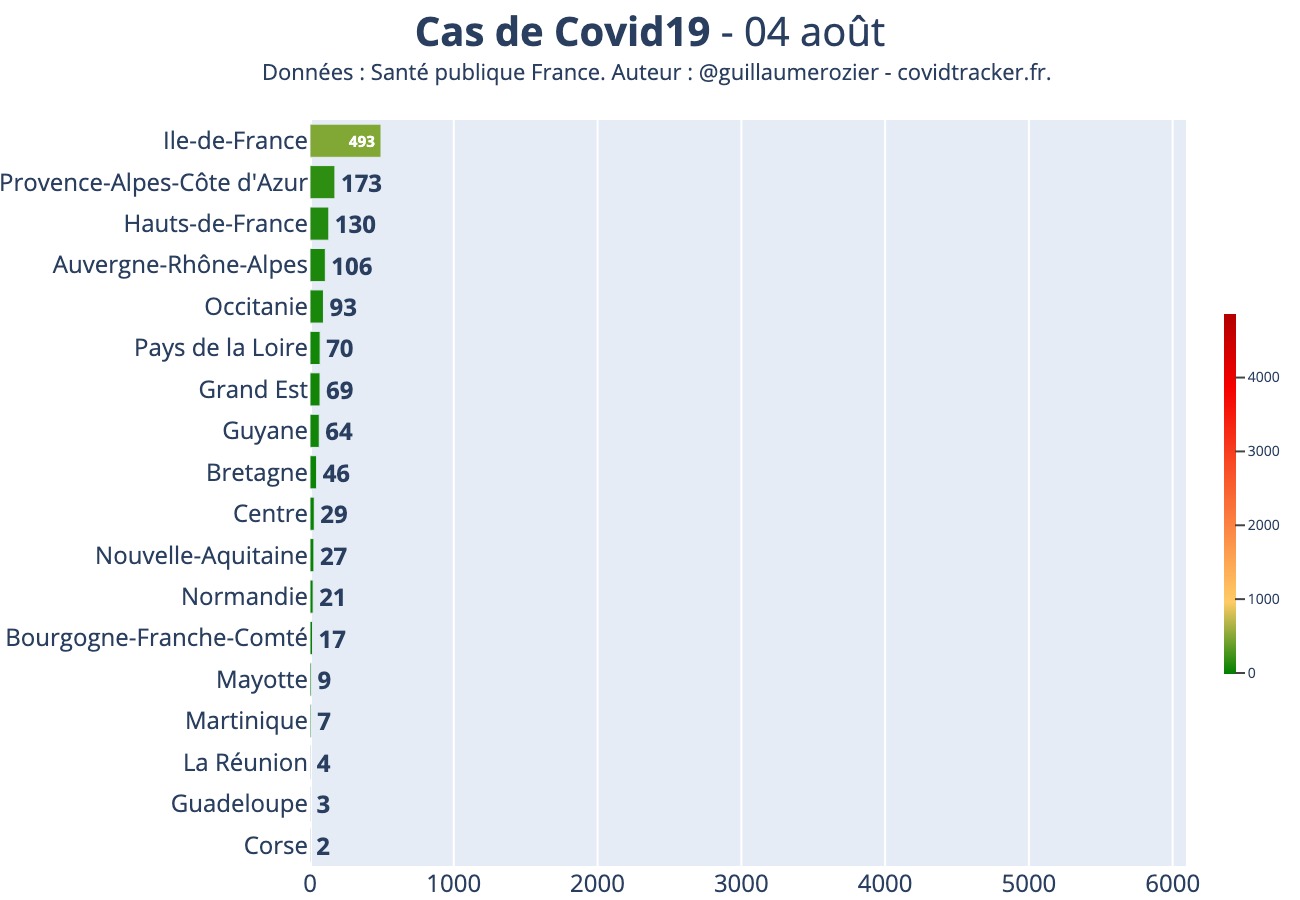 Cas de Covid19 - 04 août
Données : Santé publique France. Auteur : @guillaumerozier - covidtracker.fr.
Ile-de-France 493
Provence-Alpes-Côte d'Azur 173
Hauts-de-France 130
Auvergne-Rhône-Alpes 106
Occitanie 93
Pays de la Loire 70
Grand Est 69
Guyane 64
Bretagne 46
Centre 29
Nouvelle-Aquitaine 27
Normandie 21
Bourgogne-Franche-Comté 17
Mayotte 9
Martinique 7
La Réunion 4
Guadeloupe 3
Corse 2
0 1000 2000 3000 4000 5000 6000
4000
3000
2000
1000
0